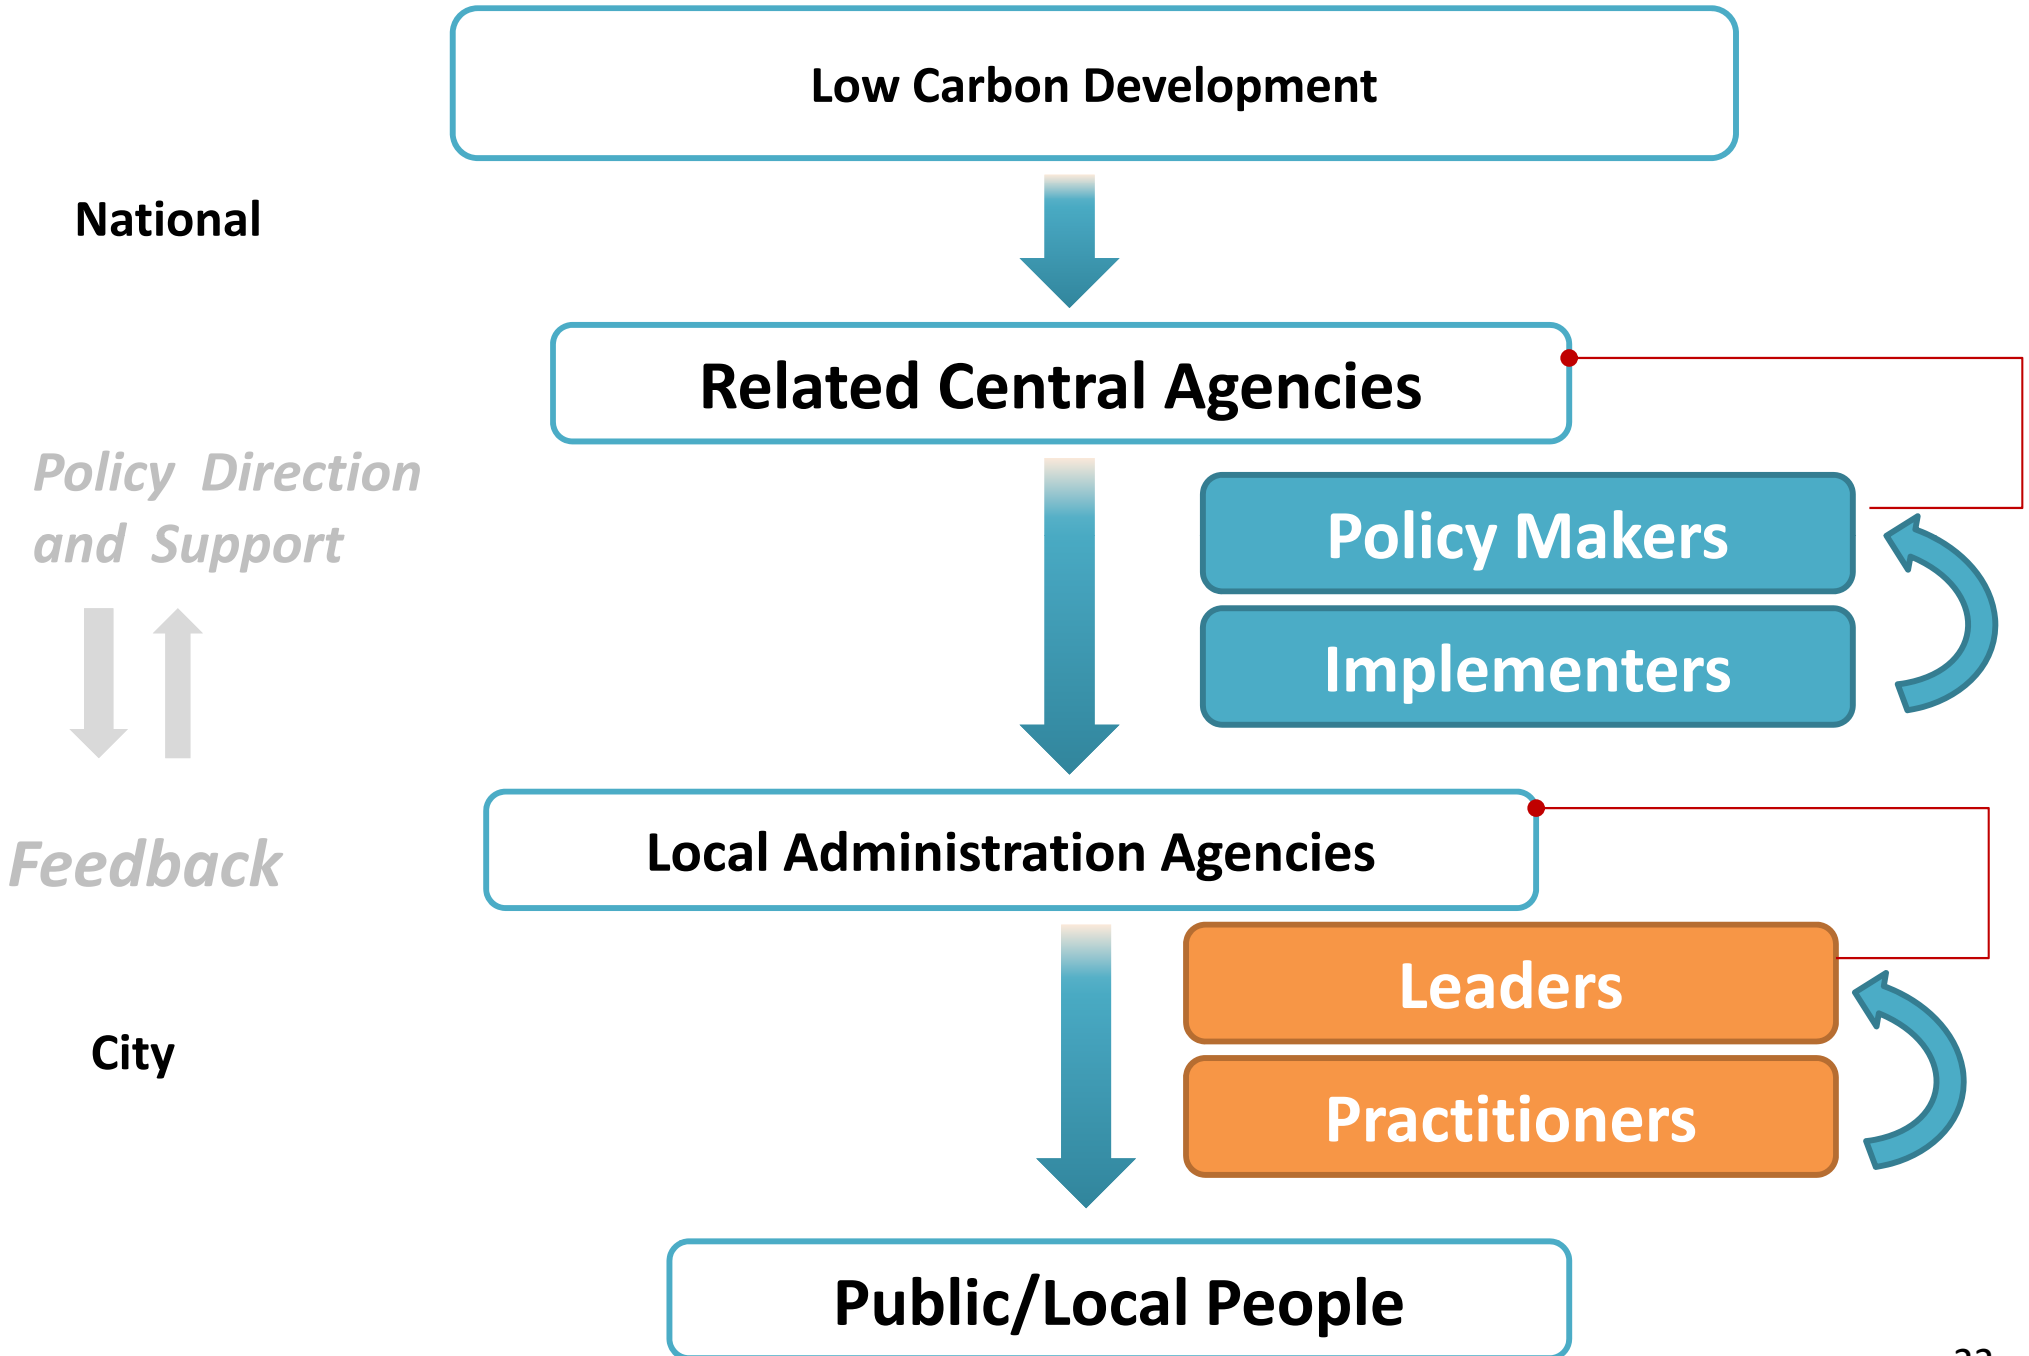 Low Carbon Development
National
Related Central Agencies
Policy Direction
and Support
Policy Makers
Implementers
Local Administration Agencies
Feedback
Leaders
City
Practitioners
Public/Local People